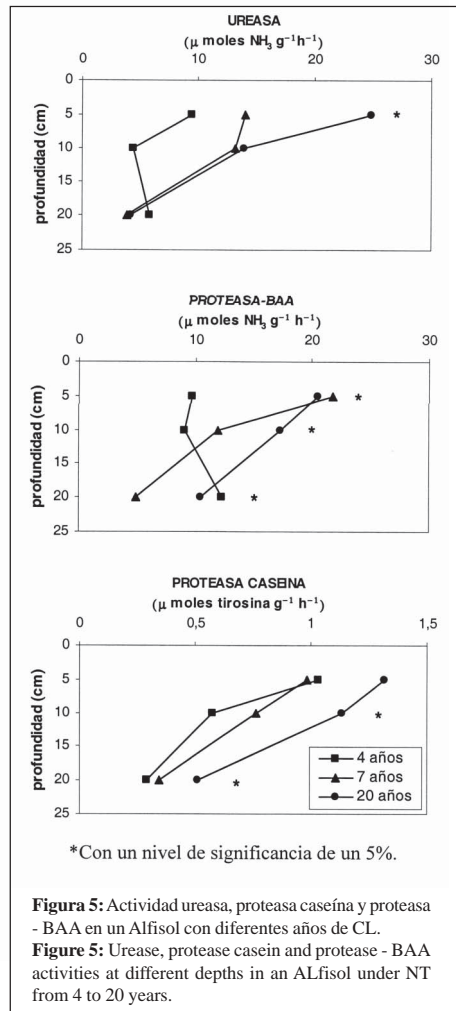 UREASA
(µ moles NH₃ g⁻¹h⁻¹)
0 10 20 30
0
5 *
10
15
20
25
profundidad (cm)
PROTEASA-BAA
(µ moles NH₃ g⁻¹ h⁻¹)
0 10 20 30
0
5 *
10 *
15
20 *
25
profundidad (cm)
PROTEASA CASEINA
(µ moles tirosina g⁻¹ h⁻¹)
0 0,5 1 1,5
0
5
10 *
15
20 *
25
profundidad (cm)
4 años
7 años
20 años
*Con un nivel de significancia de un 5%.
Figura 5: Actividad ureasa, proteasa caseína y proteasa
- BAA en un Alfisol con diferentes años de CL.
Figure 5: Urease, protease casein and protease - BAA
activities at different depths in an ALfisol under NT
from 4 to 20 years.